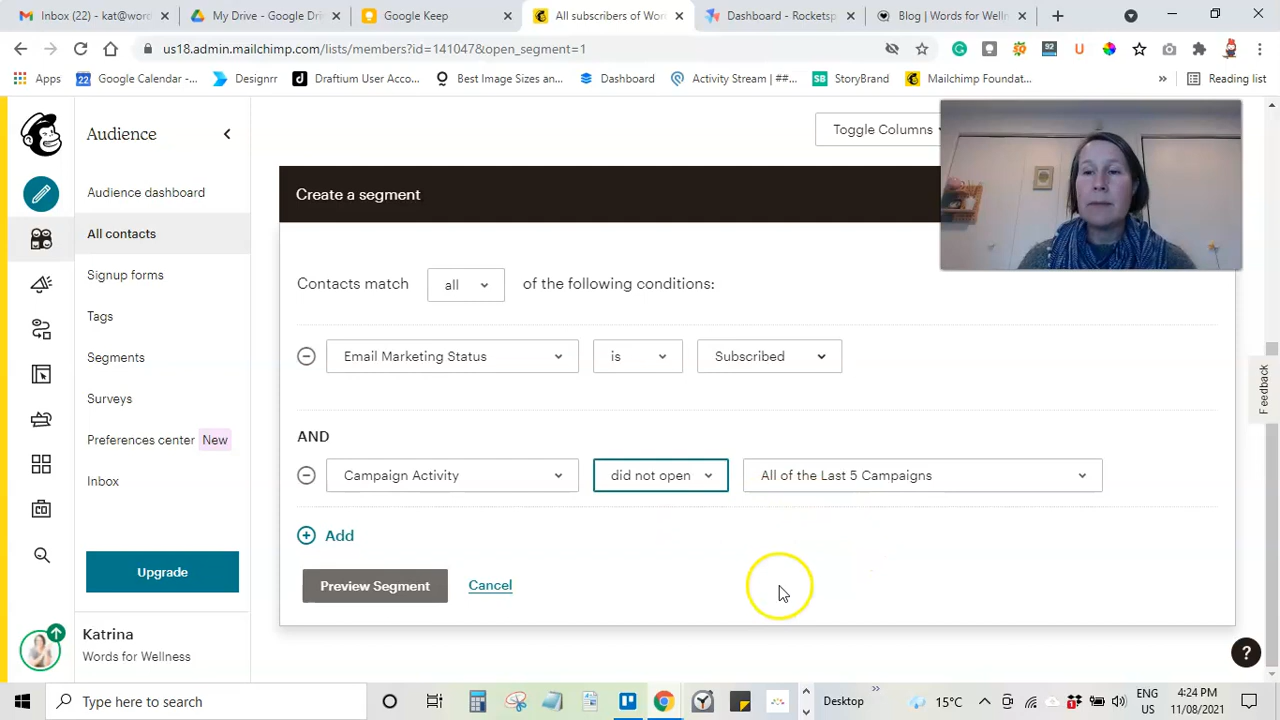 Inbox (22) - kat@word
My Drive - Google Dri
Google Keep
All subscribers of Wor
Dashboard - Rocketsp
Blog | Words for Welln
us18.admin.mailchimp.com/lists/members?id=141047&open_segment=1
92
Apps
22
Google Calendar -...
Designrr
Draftium User Acco...
Best Image Sizes an...
Dashboard
Activity Stream | ##...
SB
StoryBrand
Mailchimp Foundat...
»
Reading list
Audience
Toggle Columns
Audience dashboard
Create a segment
All contacts
Signup forms
Contacts match all of the following conditions:
Tags
Segments
Email Marketing Status is Subscribed
Surveys
Feedback
Preferences center New
AND
Inbox
Campaign Activity did not open All of the Last 5 Campaigns
Add
Upgrade
Preview Segment Cancel
Katrina
Words for Wellness
?
Type here to search
Desktop
»
15°C
ENG
US
4:24 PM
11/08/2021